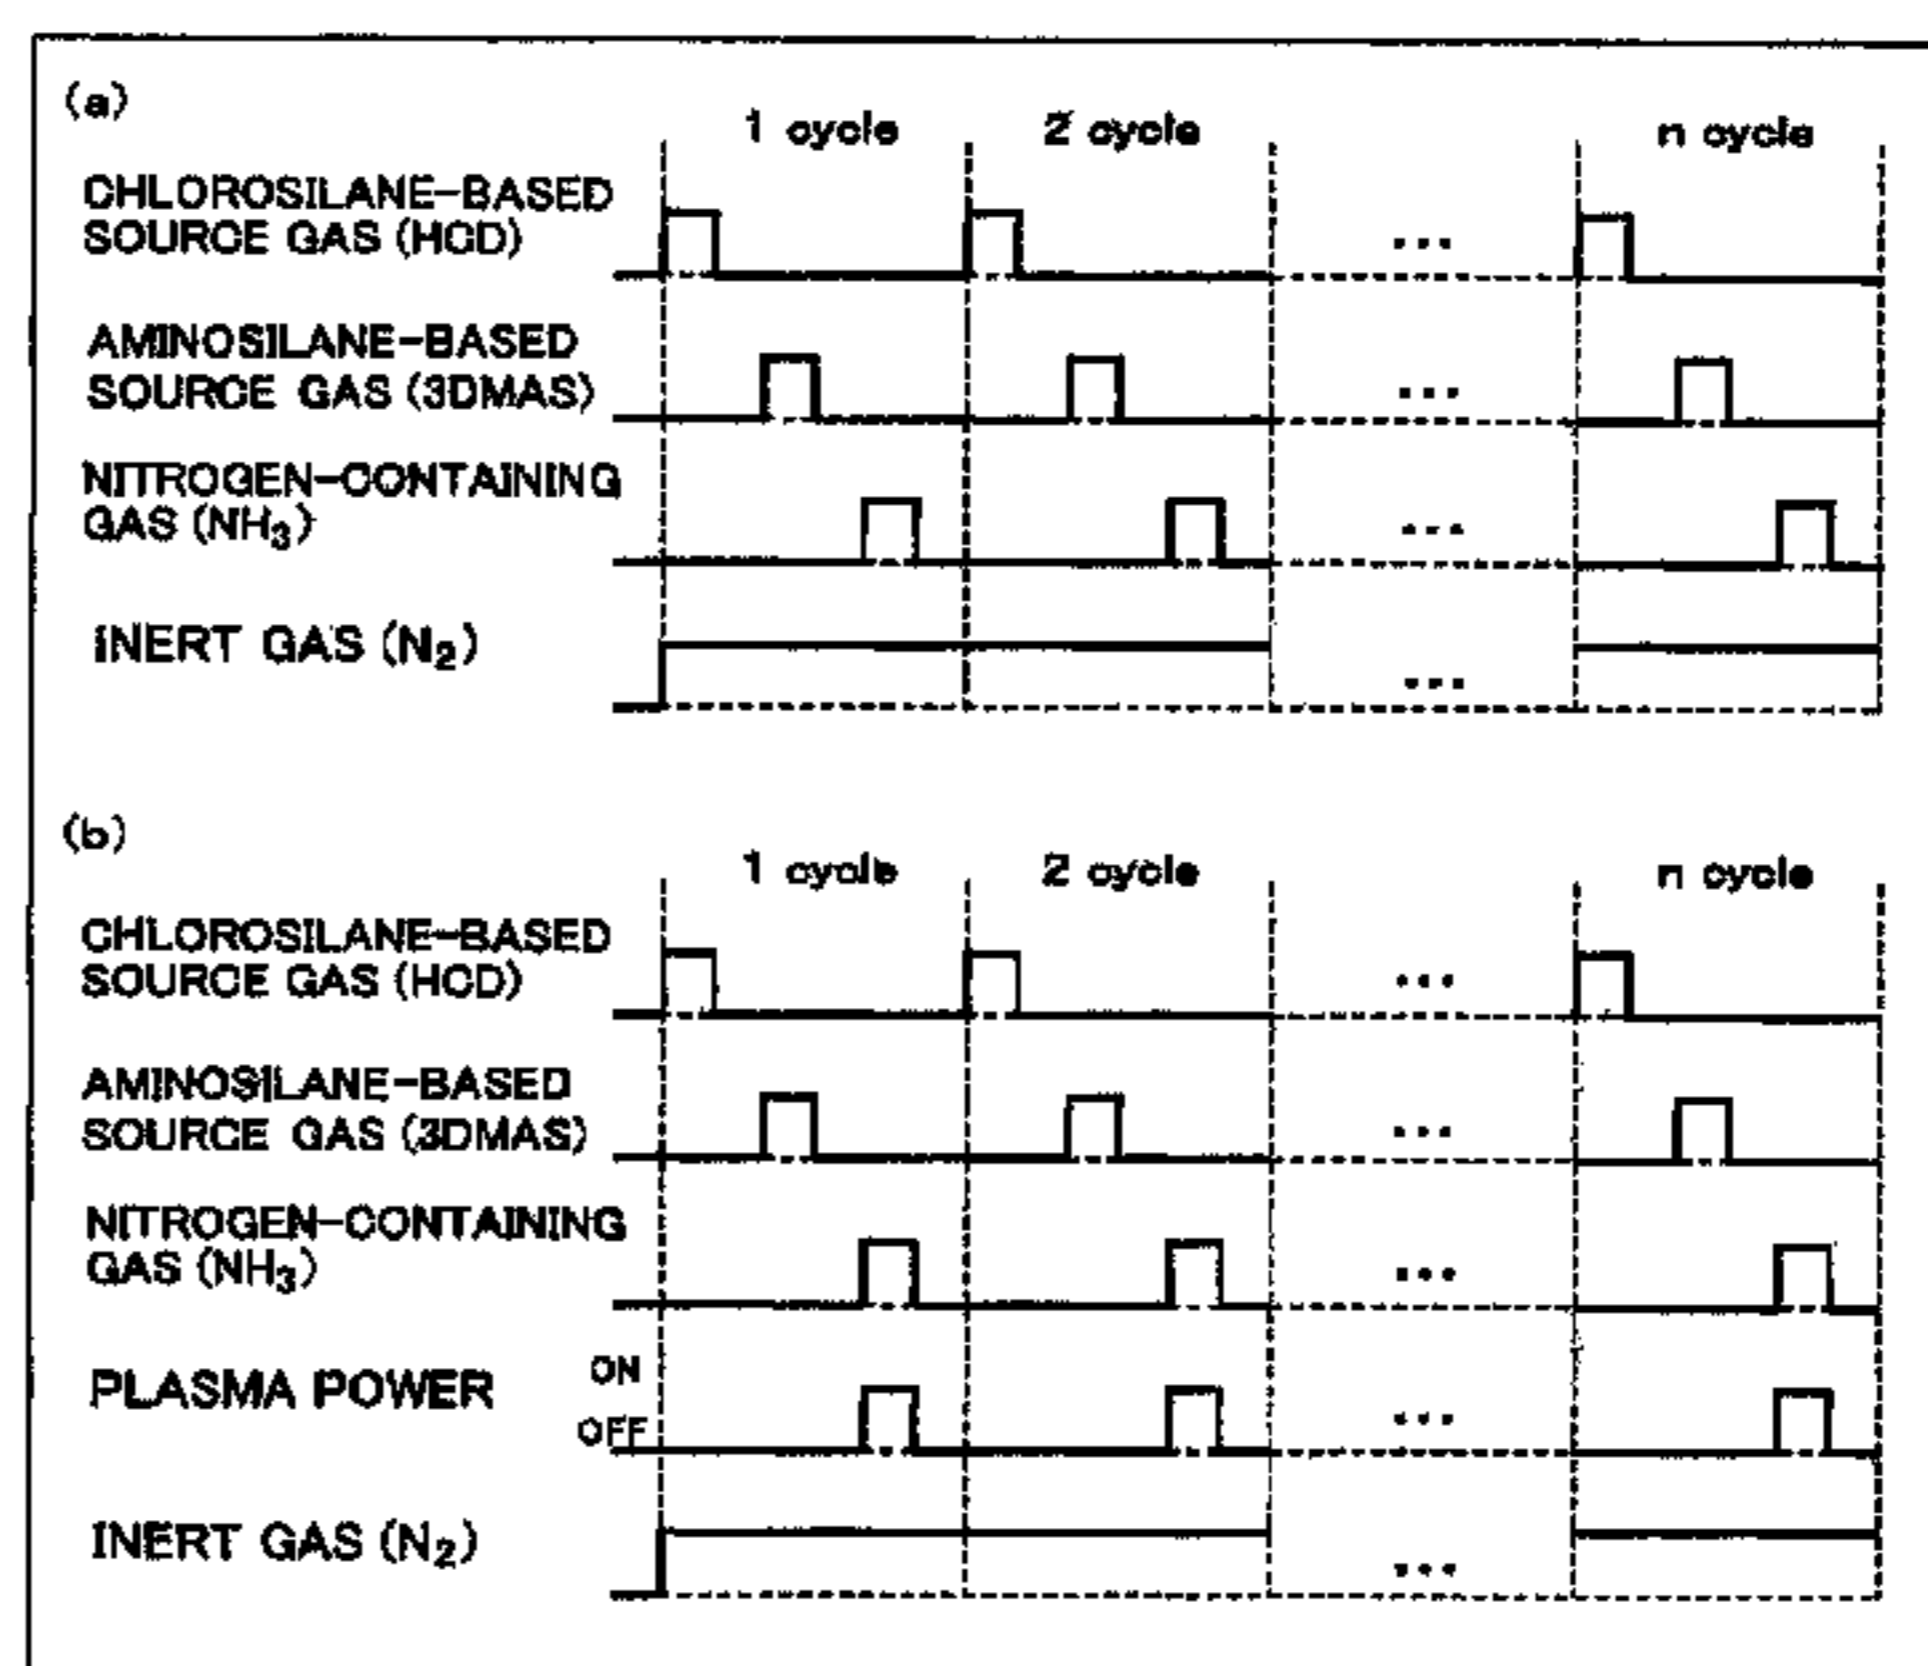 (a)
1 cycle 2 cycle n cycle
CHLOROSILANE-BASED
SOURCE GAS (HCD)
...
AMINOSILANE-BASED
SOURCE GAS (3DMAS)
...
NITROGEN-CONTAINING
GAS (NH3)
...
INERT GAS (N2)
...
(b)
1 cycle 2 cycle n cycle
CHLOROSILANE-BASED
SOURCE GAS (HCD)
...
AMINOSILANE-BASED
SOURCE GAS (3DMAS)
...
NITROGEN-CONTAINING
GAS (NH3)
...
ON
PLASMA POWER
OFF
...
INERT GAS (N2)
...